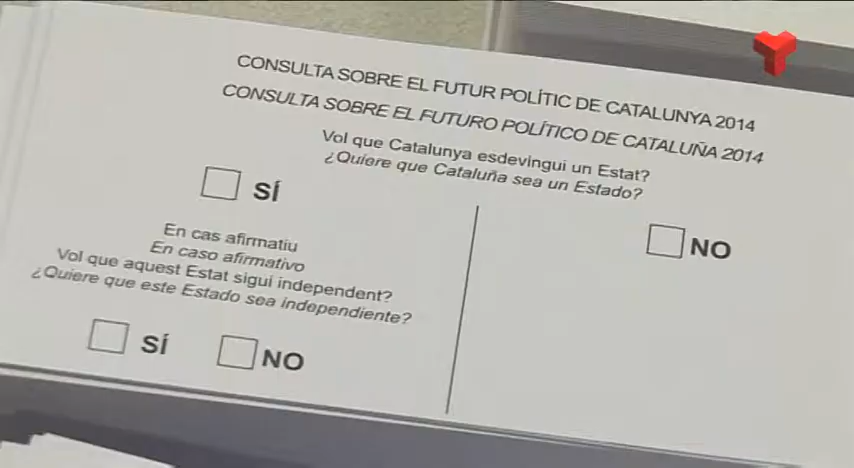 CONSULTA SOBRE EL FUTUR POLÍTIC DE CATALUNYA 2014
CONSULTA SOBRE EL FUTURO POLÍTICO DE CATALUÑA 2014
Vol que Catalunya esdevingui un Estat?
¿Quiere que Cataluña sea un Estado?
SÍ
NO
En cas afirmatiu
En caso afirmativo
Vol que aquest Estat sigui independent?
¿Quiere que este Estado sea independiente?
SÍ NO